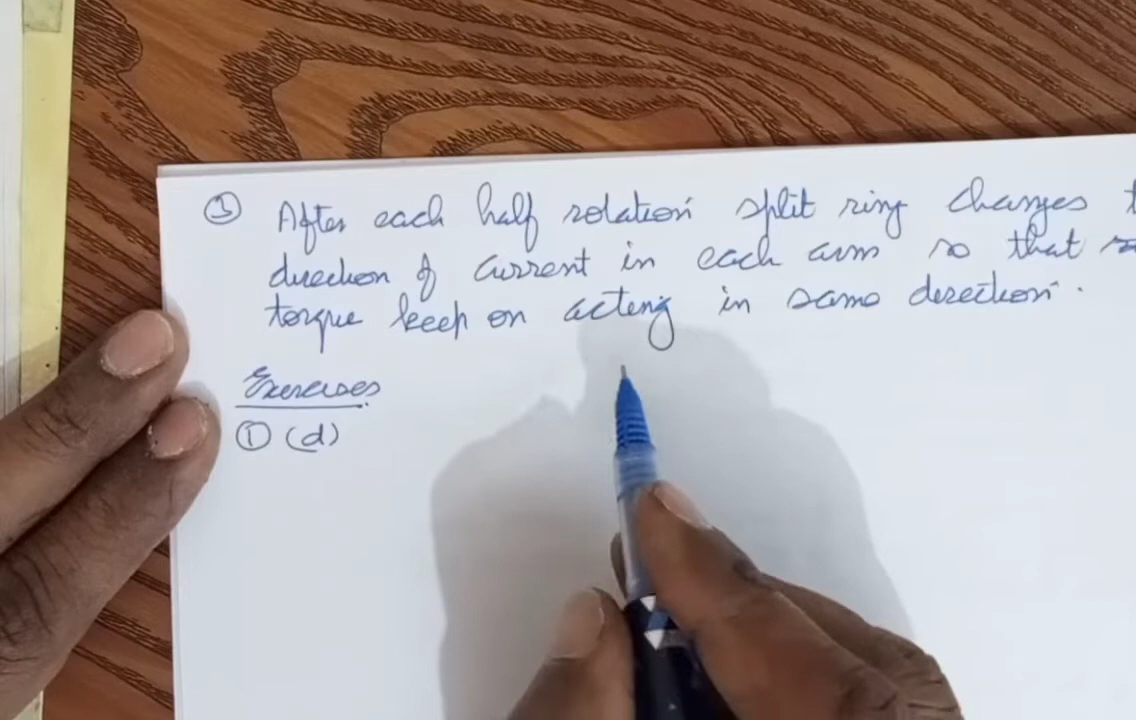 ③ After each half rotation split ring changes
direction of current in each arm so that
torque keep on acting in same direction.
Exercises
① (d)